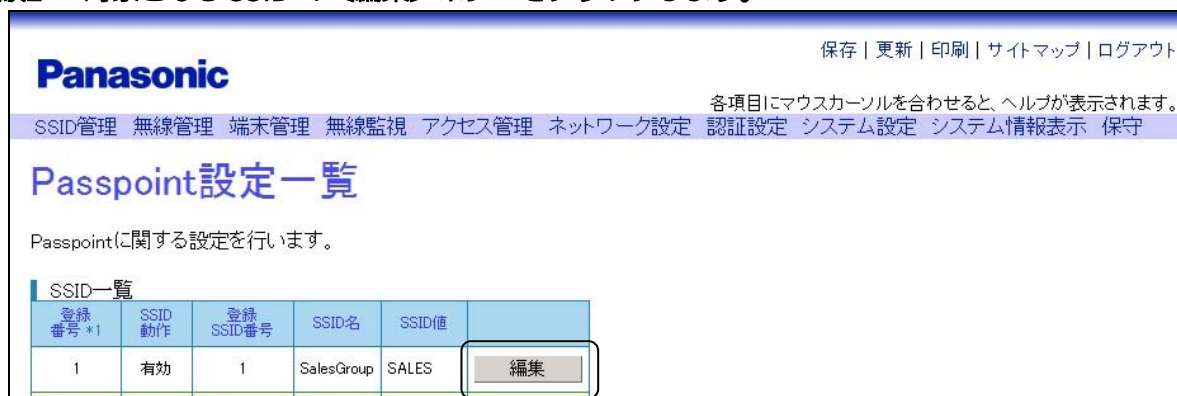 保存 | 更新 | 印刷 | サイトマップ | ログアウト
Panasonic
各項目にマウスカーソルを合わせると、ヘルプが表示されます。
SSID管理 無線管理 端末管理 無線監視 アクセス管理 ネットワーク設定 認証設定 システム設定 システム情報表示 保守
Passpoint設定一覧
Passpointに関する設定を行います。
SSID一覧
登録番号 *1 SSID動作 登録SSID番号 SSID名 SSID値
1 有効 1 SalesGroup SALES 編集